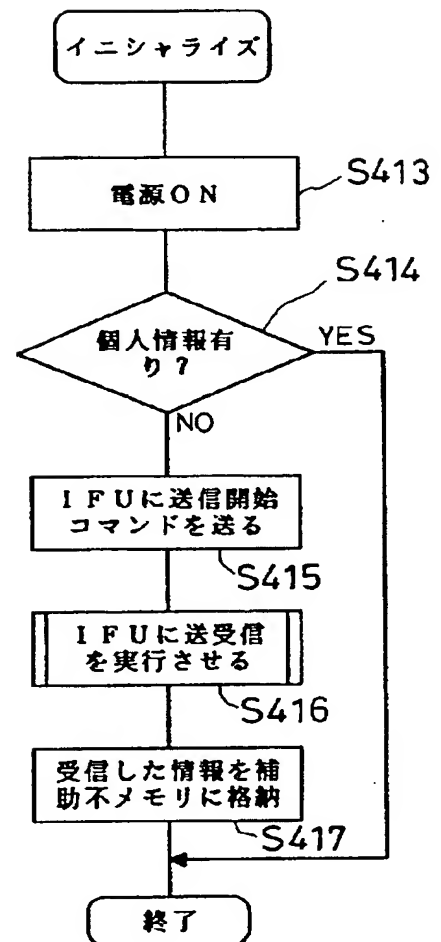 イニシャライズ
電源ON
S413
S414
個人情報有
り?
YES
NO
IFUに送信開始
コマンドを送る
S415
IFUに送受信
を実行させる
S416
受信した情報を補
助不メモリに格納
S417
終了